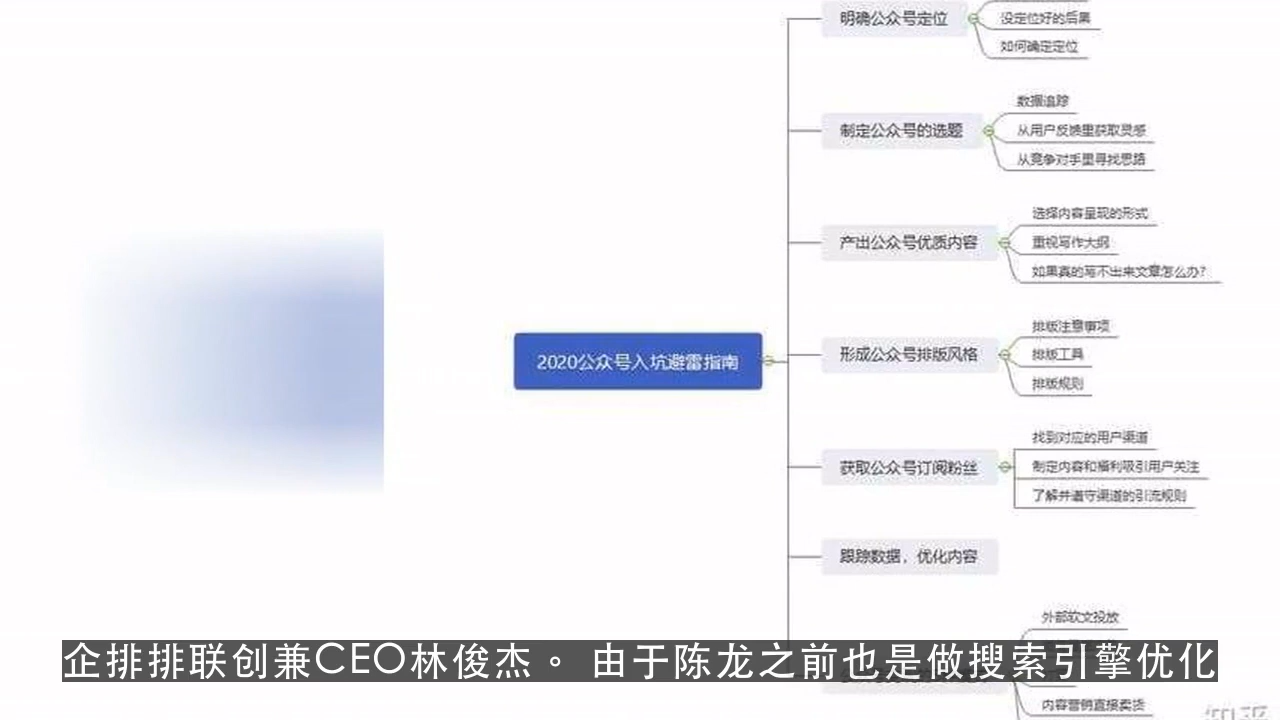 明确公众号定位
没定位好的后果
如何确定定位
制定公众号的选题
数据追踪
从用户反馈里获取灵感
从竞争对手里寻找思路
产出公众号优质内容
选择内容呈现的形式
重视写作大纲
如果真的写不出来文章怎么办?
2020公众号入坑避雷指南
形成公众号排版风格
排版注意事项
排版工具
排版规则
获取公众号订阅粉丝
找到对应的用户渠道
制定内容和福利吸引用户关注
了解并遵守渠道的引流规则
跟踪数据，优化内容
外部软文投放
企排排联创兼CEO林俊杰。 由于陈龙之前也是做搜索引擎优化
内容营销直接卖货
知乎